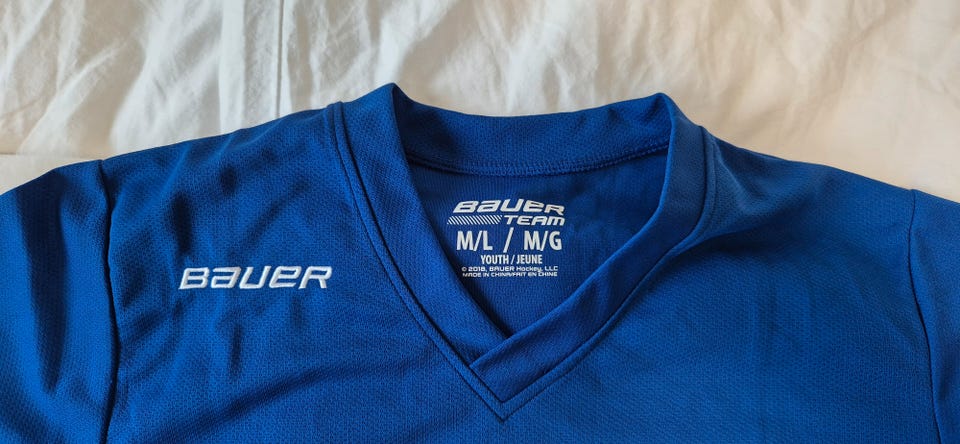 BAUER
BAUER
TEAM
M/L / M/G
YOUTH / JEUNE
© 2018, BAUER Hockey, LLC
MADE IN CHINA/FAIT EN CHINE